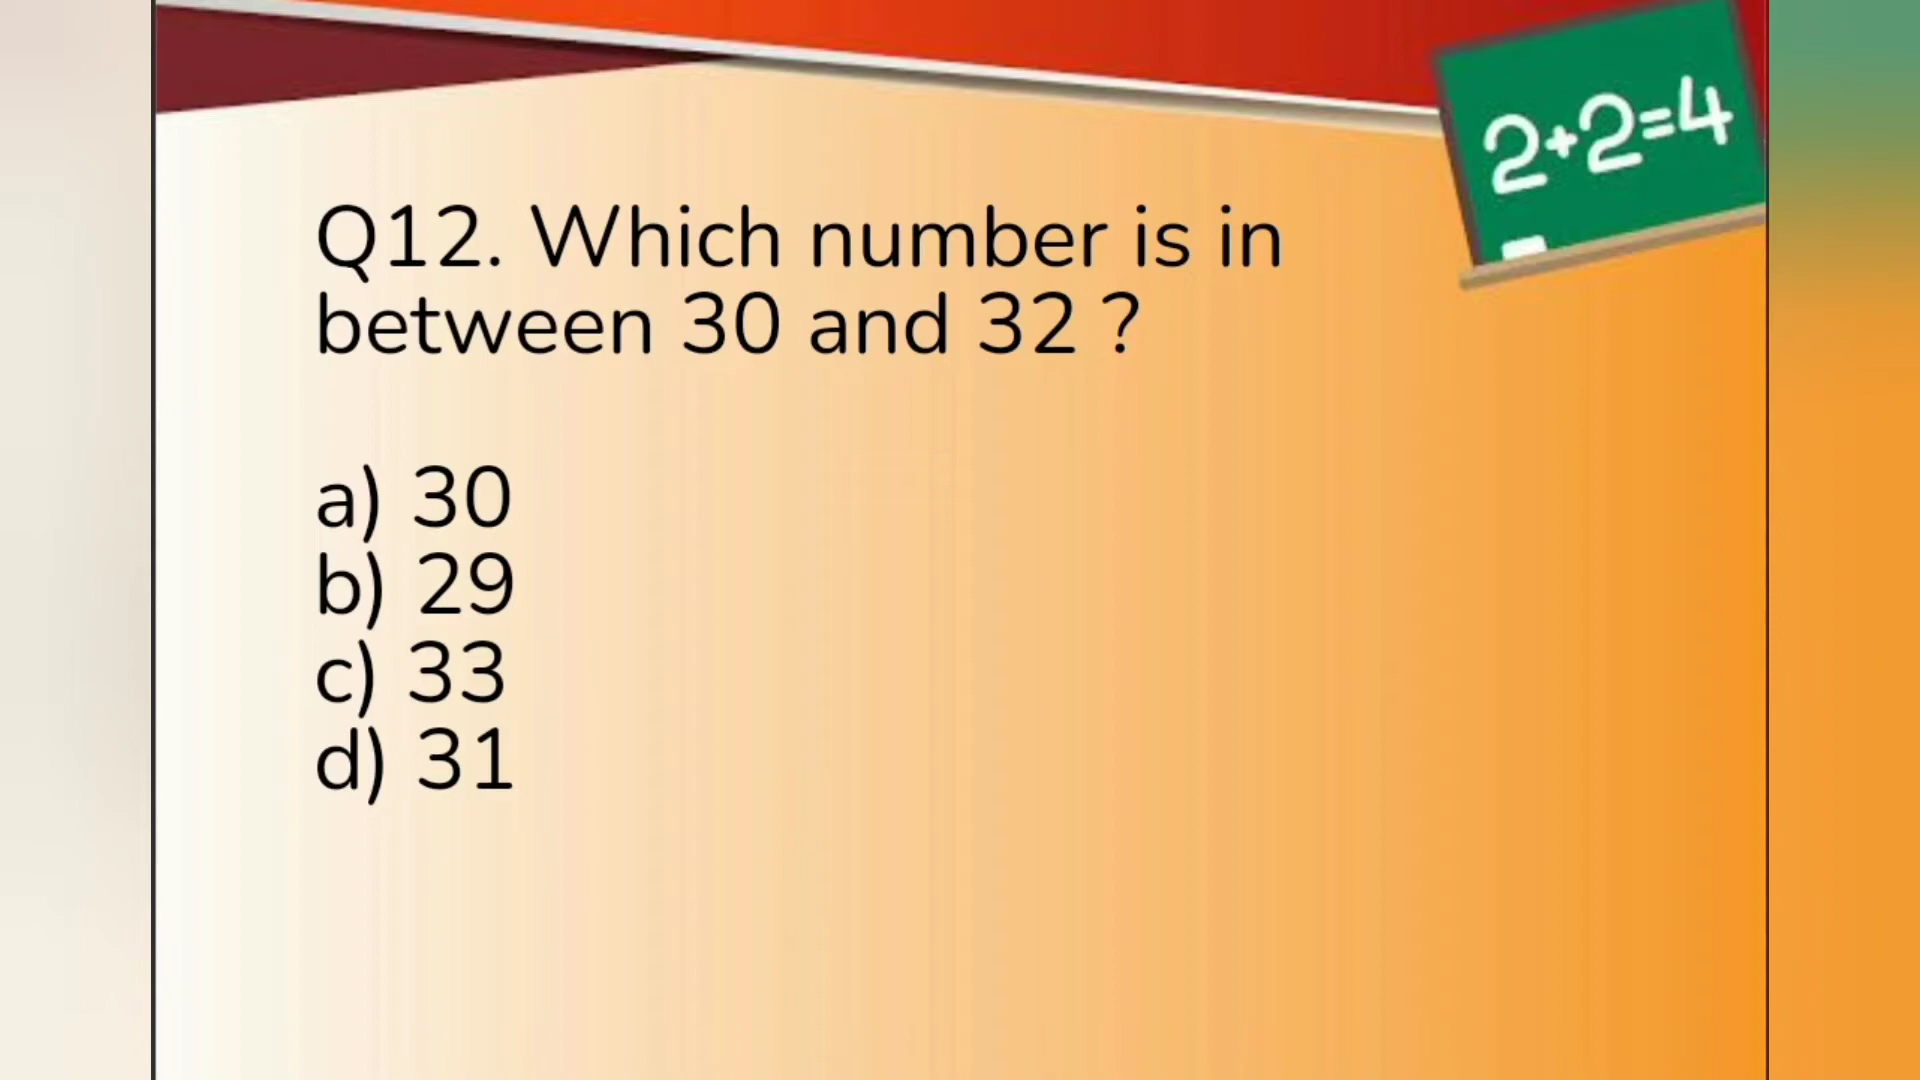 2+2=4
Q12. Which number is in
between 30 and 32 ?
a) 30
b) 29
c) 33
d) 31